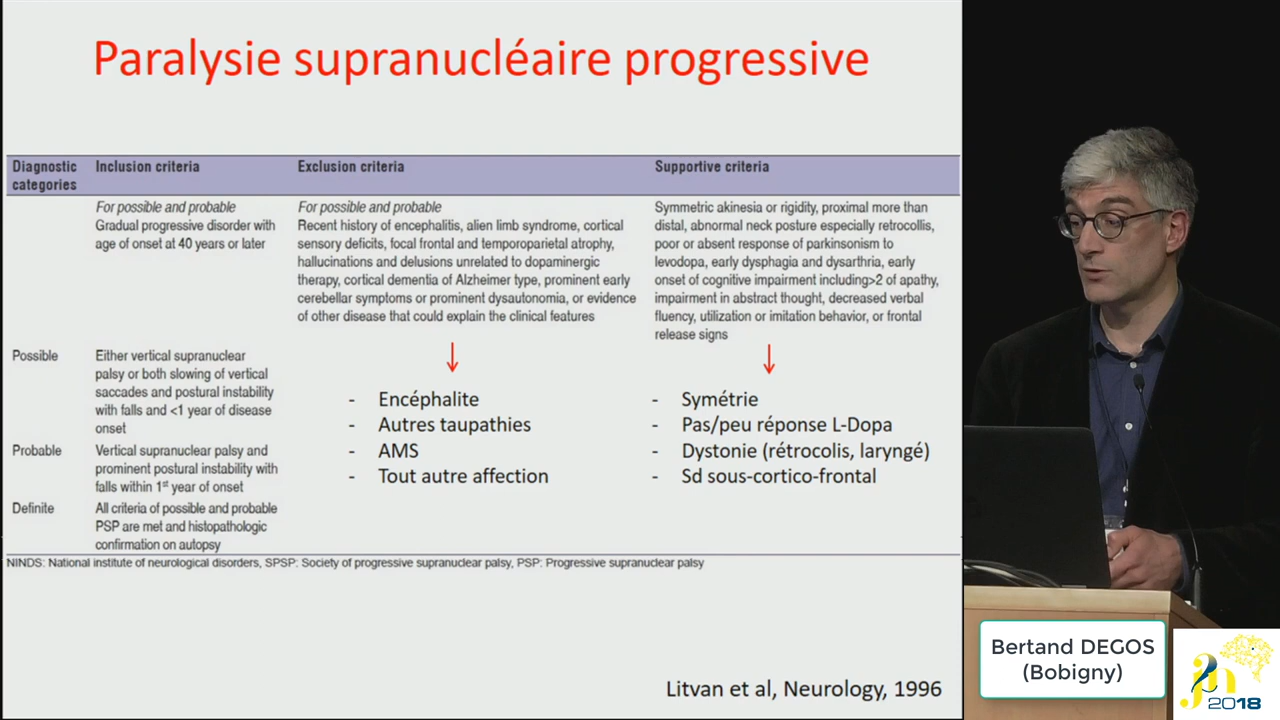 Paralysie supranucléaire progressive
Diagnostic categories
Inclusion criteria
Exclusion criteria
Supportive criteria
For possible and probable
Gradual progressive disorder with
age of onset at 40 years or later
For possible and probable
Recent history of encephalitis, alien limb syndrome, cortical
sensory deficits, focal frontal and temporoparietal atrophy,
hallucinations and delusions unrelated to dopaminergic
therapy, cortical dementia of Alzheimer type, prominent early
cerebellar symptoms or prominent dysautonomia, or evidence
of other disease that could explain the clinical features
Symmetric akinesia or rigidity, proximal more than
distal, abnormal neck posture especially retrocollis,
poor or absent response of parkinsonism to
levodopa, early dysphagia and dysarthria, early
onset of cognitive impairment including>2 of apathy,
impairment in abstract thought, decreased verbal
fluency, utilization or imitation behavior, or frontal
release signs
Possible
Either vertical supranuclear
palsy or both slowing of vertical
saccades and postural instability
with falls and <1 year of disease
onset
- Encéphalite
- Autres taupathies
- AMS
- Tout autre affection
- Symétrie
- Pas/peu réponse L-Dopa
- Dystonie (rétrocolis, laryngé)
- Sd sous-cortico-frontal
Probable
Vertical supranuclear palsy and
prominent postural instability with
falls within 1st year of onset
Definite
All criteria of possible and probable
PSP are met and histopathologic
confirmation on autopsy
NINDS: National institute of neurological disorders, SPSP: Society of progressive supranuclear palsy, PSP: Progressive supranuclear palsy
Litvan et al, Neurology, 1996
Bertand DEGOS
(Bobigny)
2018